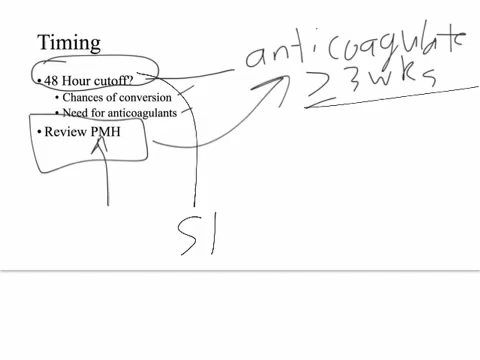 Timing
• 48 Hour cutoff?
• Chances of conversion
• Need for anticoagulants
• Review PMH
anticoagulate
≥ 3 wks
SI